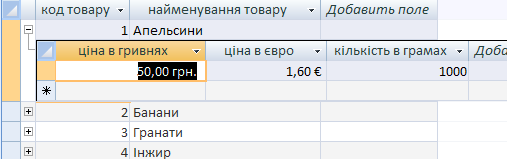 код товару найменування товару Добавить поле
1 Апельсини
ціна в гривнях ціна в євро кількість в грамах
50,00 грн. 1,60 € 1000
2 Банани
3 Гранати
4 Інжир